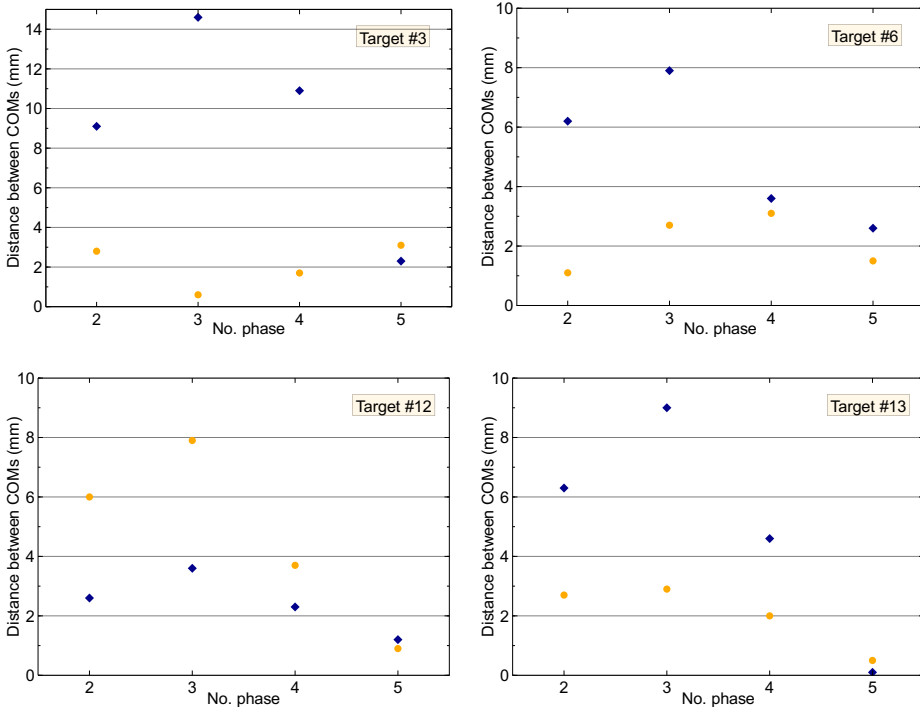 Target #3
Distance between COMs (mm)
14
12
10
8
6
4
2
0
2 3 4 5
No. phase
Target #6
Distance between COMs (mm)
10
8
6
4
2
0
2 3 4 5
No. phase
Target #12
Distance between COMs (mm)
10
8
6
4
2
0
2 3 4 5
No. phase
Target #13
Distance between COMs (mm)
10
8
6
4
2
0
2 3 4 5
No. phase